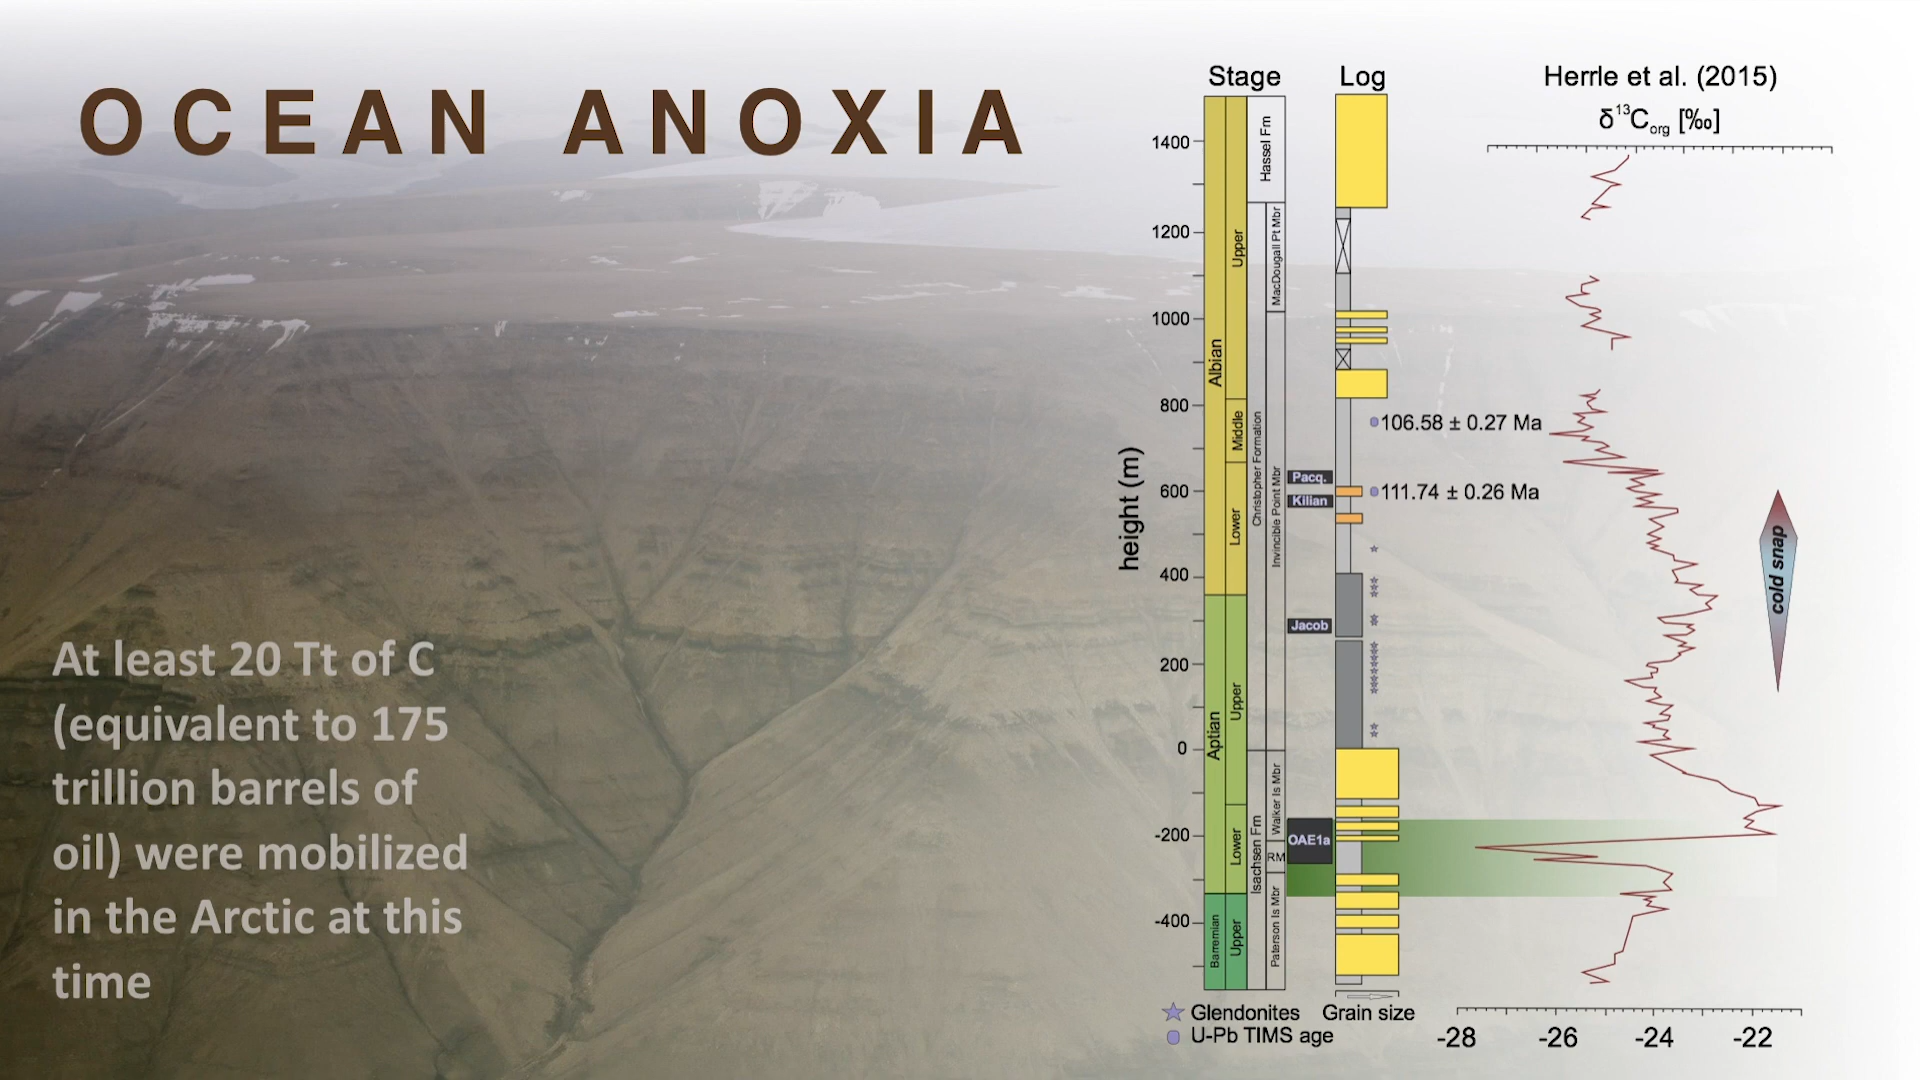 OCEAN ANOXIA
At least 20 Tt of C
(equivalent to 175
trillion barrels of
oil) were mobilized
in the Arctic at this
time
Stage
Log
Herrle et al. (2015)
δ13Corg [‰]
height (m)
1400
1200
1000
800
600
400
200
0
-200
-400
Albian
Aptian
Barremian
Upper
Middle
Lower
Upper
Lower
Upper
Hassel Fm
Christopher Formation
Isachsen Fm
MacDougall Pt Mbr
Invincible Point Mbr
Walker Is Mbr
RM
Paterson Is Mbr
Pacq.
Kilian
Jacob
OAE1a
106.58 ± 0.27 Ma
111.74 ± 0.26 Ma
cold snap
Glendonites
U-Pb TIMS age
Grain size
-28
-26
-24
-22